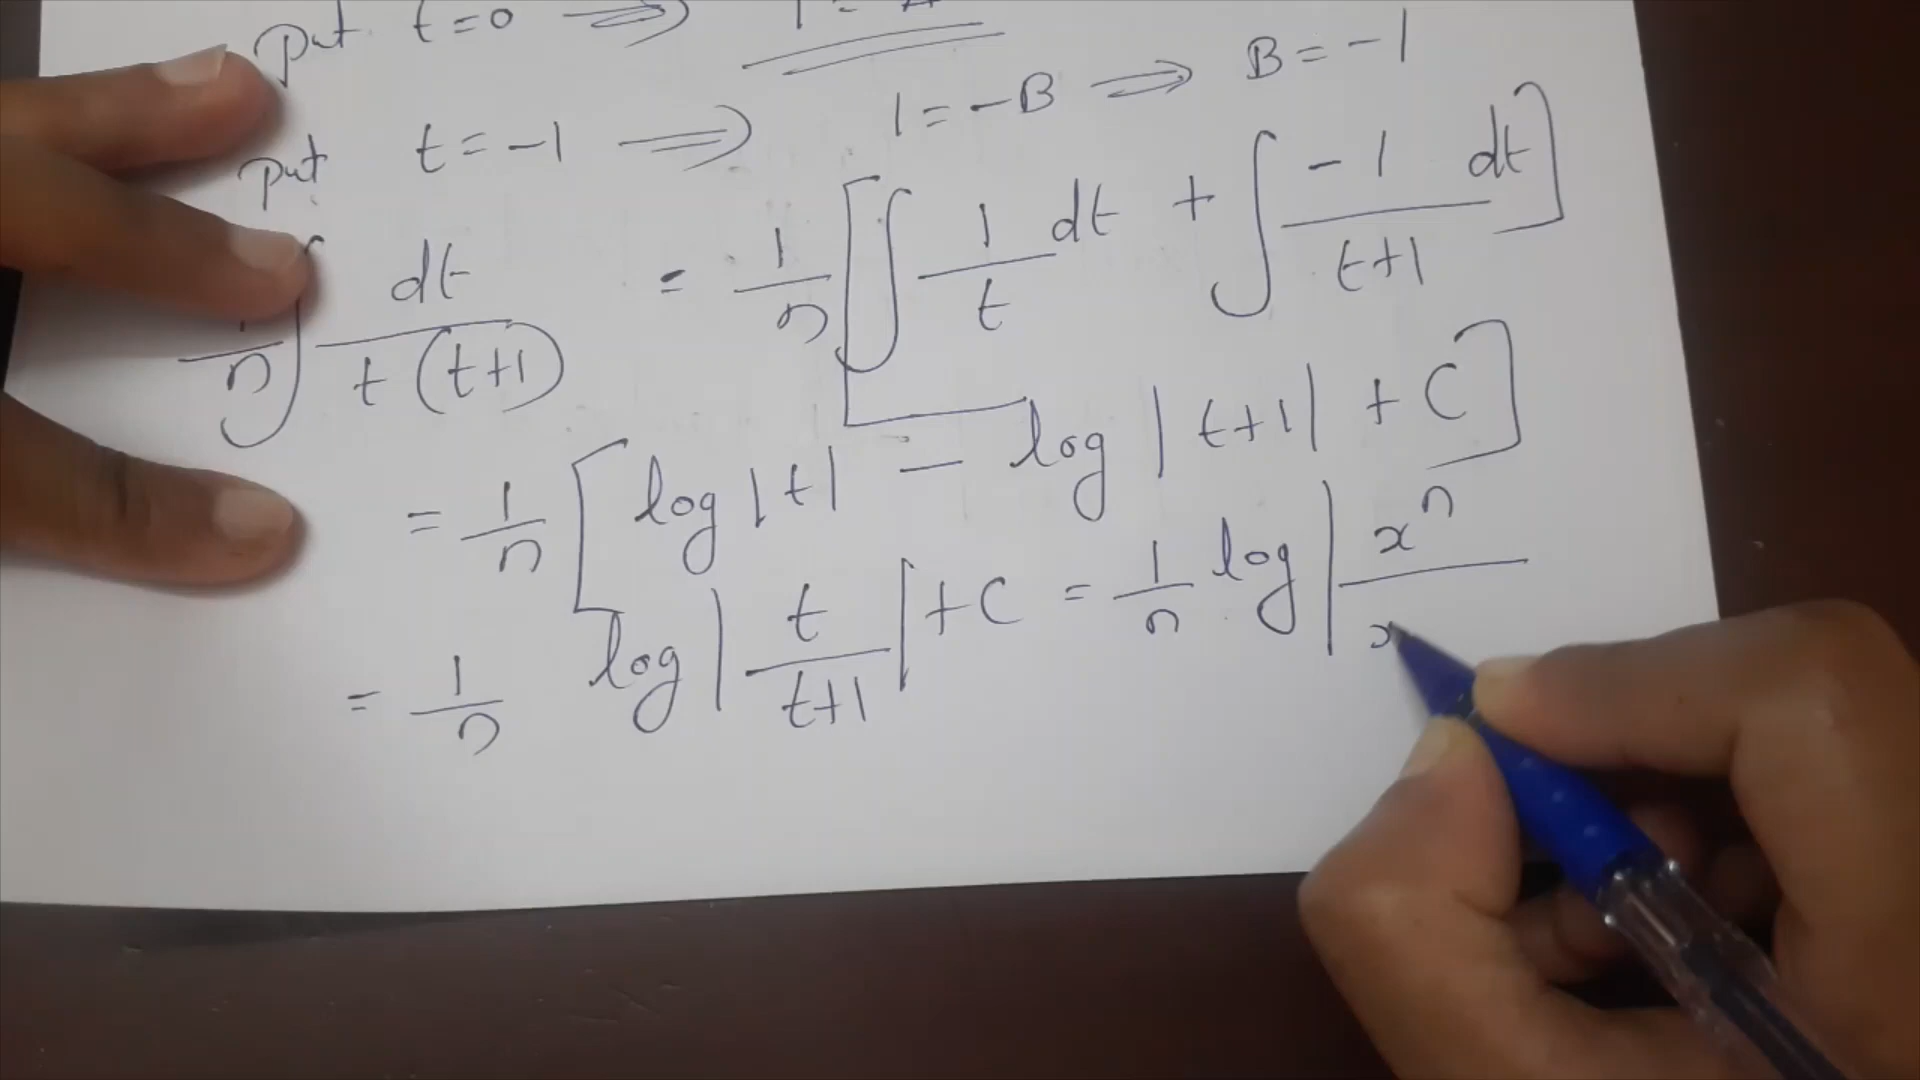 put t=0 ⟹ 1 = A
put t = -1 ⟹ 1 = -B ⟹ B = -1
1/n ∫ dt / t(t+1) = 1/n [∫ 1/t dt + ∫ -1/t+1 dt]
= 1/n [log |t| - log |t+1| + C]
= 1/n log | t/t+1 | + C = 1/n log | x^n / x